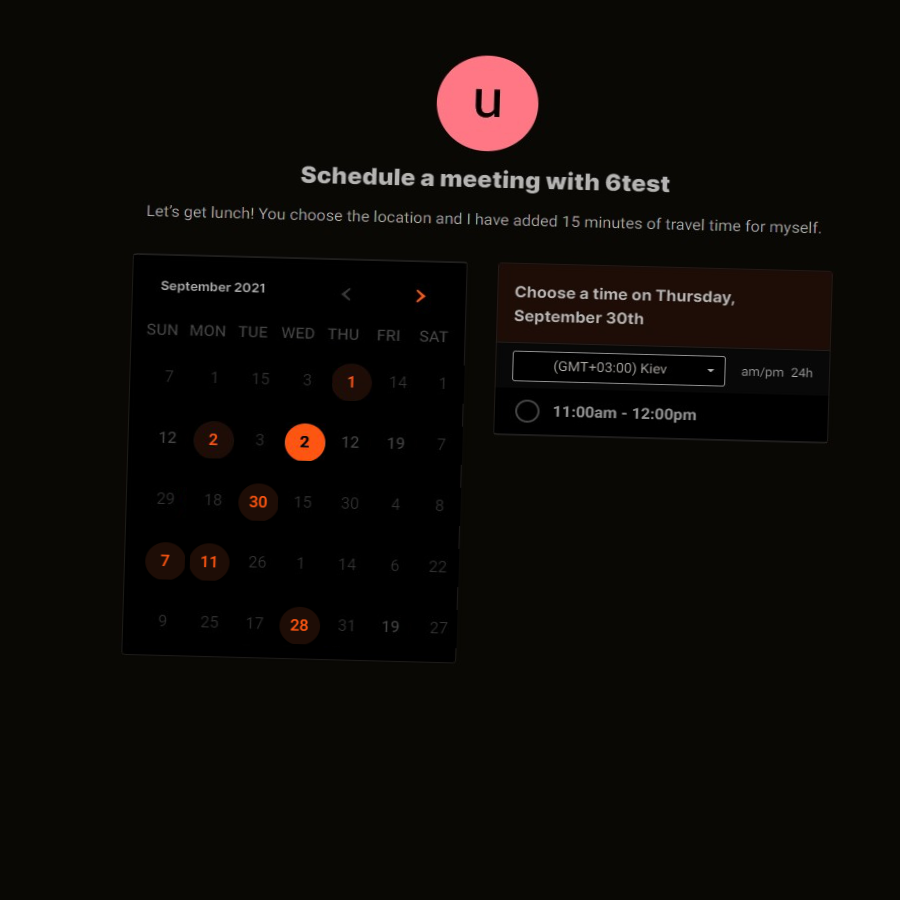 u
Schedule a meeting with 6test
Let's get lunch! You choose the location and I have added 15 minutes of travel time for myself.
September 2021
SUN MON TUE WED THU FRI SAT
7 1 15 3 1 14 1
12 2 3 2 12 19 7
29 18 30 15 30 4 8
7 11 26 1 14 6 22
9 25 17 28 31 19 27
Choose a time on Thursday,
September 30th
(GMT+03:00) Kiev
am/pm 24h
11:00am - 12:00pm